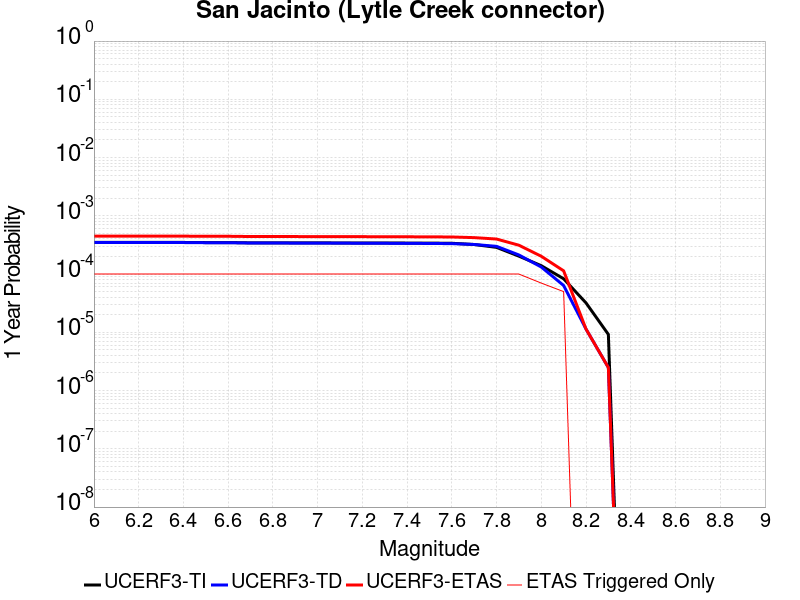 San Jacinto (Lytle Creek connector)
10^0
10^-1
10^-2
10^-3
10^-4
10^-5
10^-6
10^-7
10^-8
1 Year Probability
6 6.2 6.4 6.6 6.8 7 7.2 7.4 7.6 7.8 8 8.2 8.4 8.6 8.8 9
Magnitude
UCERF3-TI UCERF3-TD UCERF3-ETAS ETAS Triggered Only